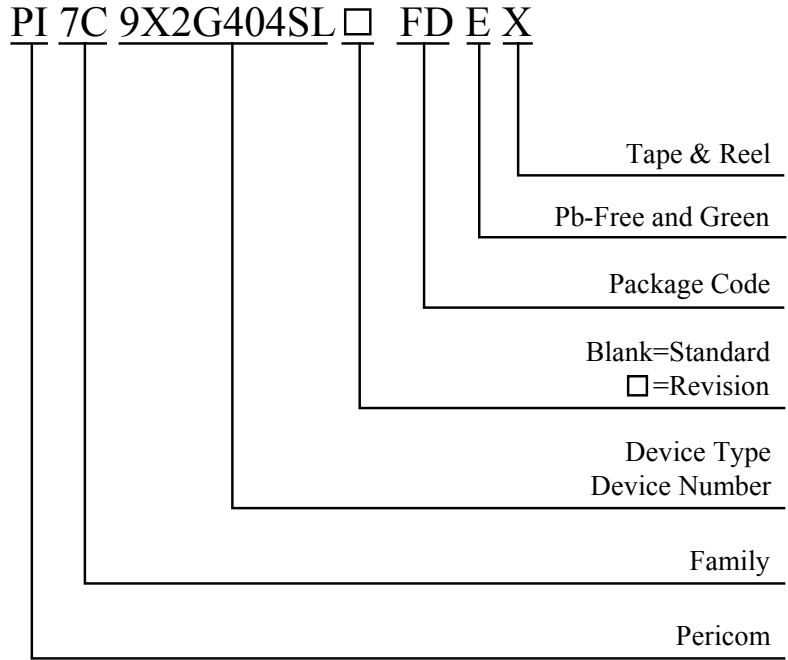 PI 7C 9X2G404SL□ FD E X
Tape & Reel
Pb-Free and Green
Package Code
Blank=Standard
□=Revision
Device Type
Device Number
Family
Pericom